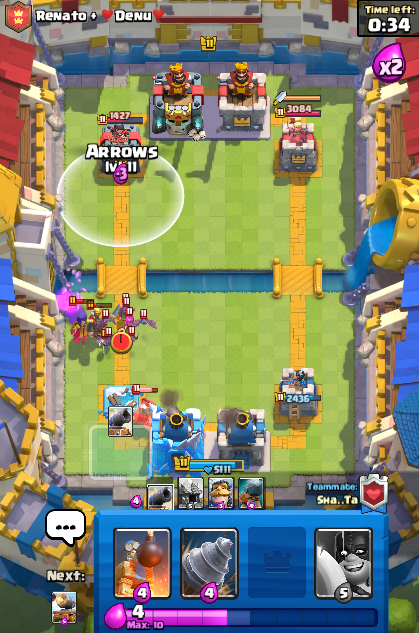 Renato + ❤Denu❤
Time left:
0:34
x2
1427
3084
ARROWS
lvl 11
-3
11
2436
5111
Teammate:
Sha..Ta
4
...
4
4
5
Next:
4
Max: 10